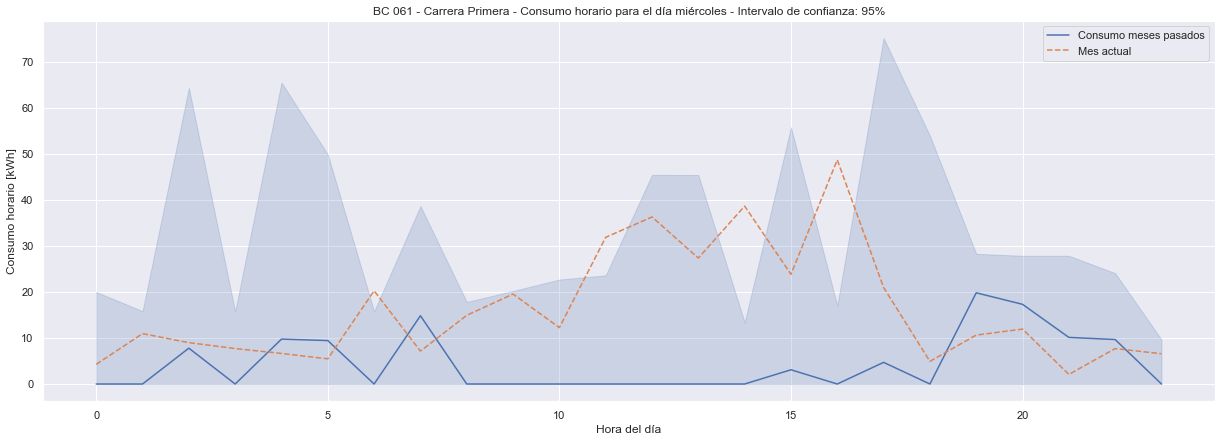 BC 061 - Carrera Primera - Consumo horario para el día miércoles - Intervalo de confianza: 95%
Consumo meses pasados
Mes actual
Consumo horario [kWh]
70
60
50
40
30
20
10
0
0 5 10 15 20
Hora del día